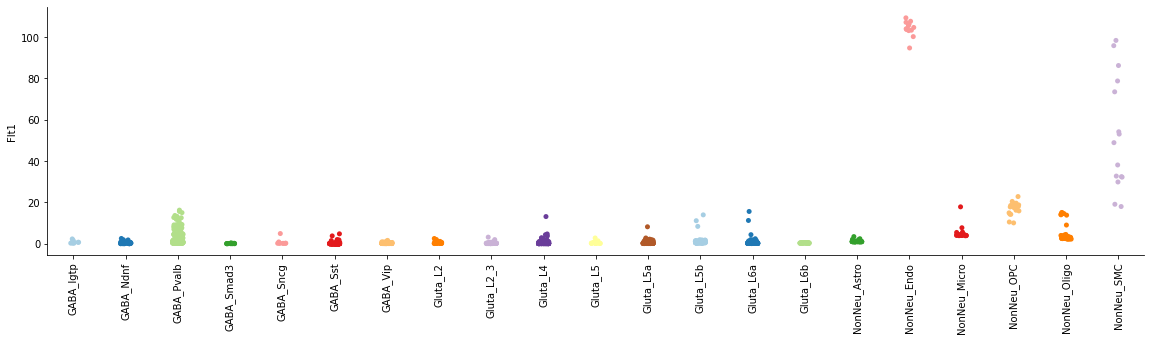 Flt1
100
80
60
40
20
0
GABA_Igtp
GABA_Ndnf
GABA_Pvalb
GABA_Smad3
GABA_Sncg
GABA_Sst
GABA_Vip
Gluta_L2
Gluta_L2_3
Gluta_L4
Gluta_L5
Gluta_L5a
Gluta_L5b
Gluta_L6a
Gluta_L6b
NonNeu_Astro
NonNeu_Endo
NonNeu_Micro
NonNeu_OPC
NonNeu_Oligo
NonNeu_SMC